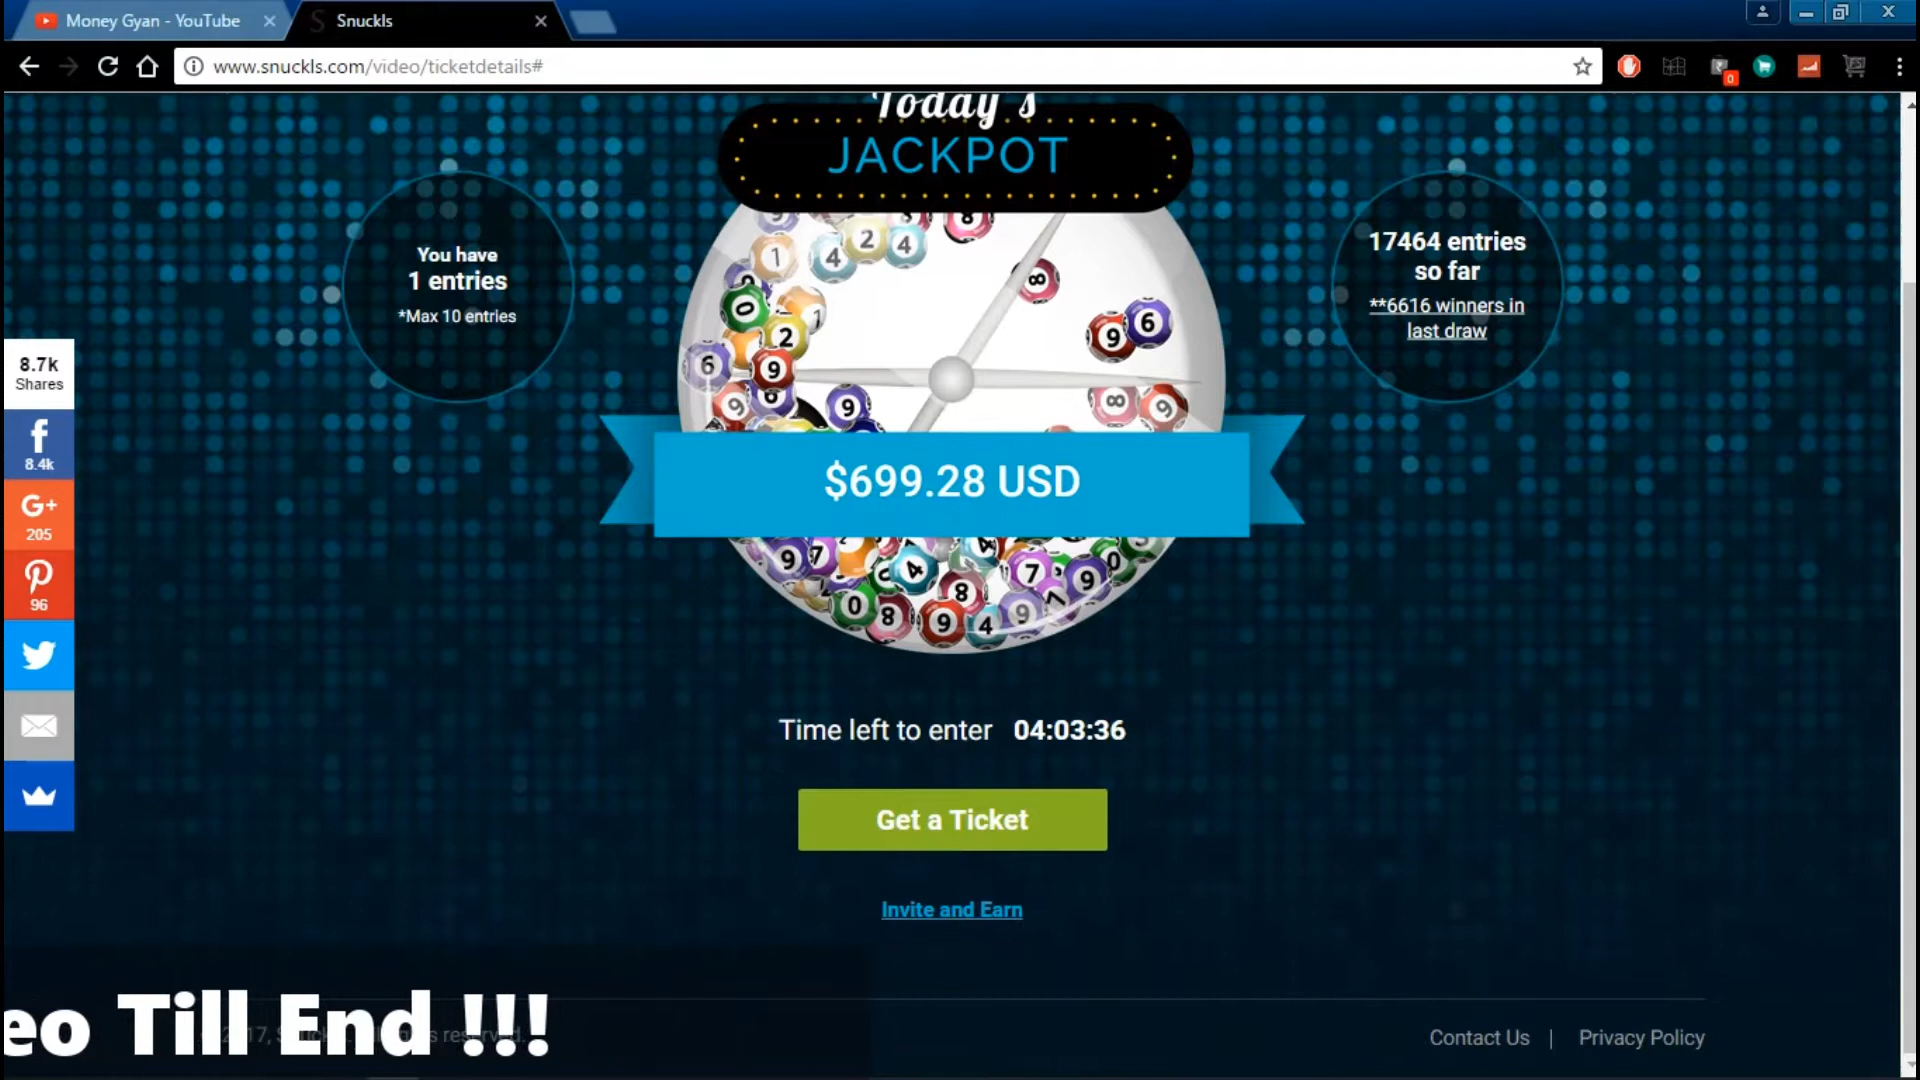 Money Gyan - YouTube
Snuckls
www.snuckls.com/video/ticketdetails#
Today's
JACKPOT
You have
1 entries
*Max 10 entries
17464 entries
so far
**6616 winners in
last draw
8.7k
Shares
8.4k
G+
205
96
$699.28 USD
Time left to enter 04:03:36
Get a Ticket
Invite and Earn
eo Till End !!!
Contact Us | Privacy Policy